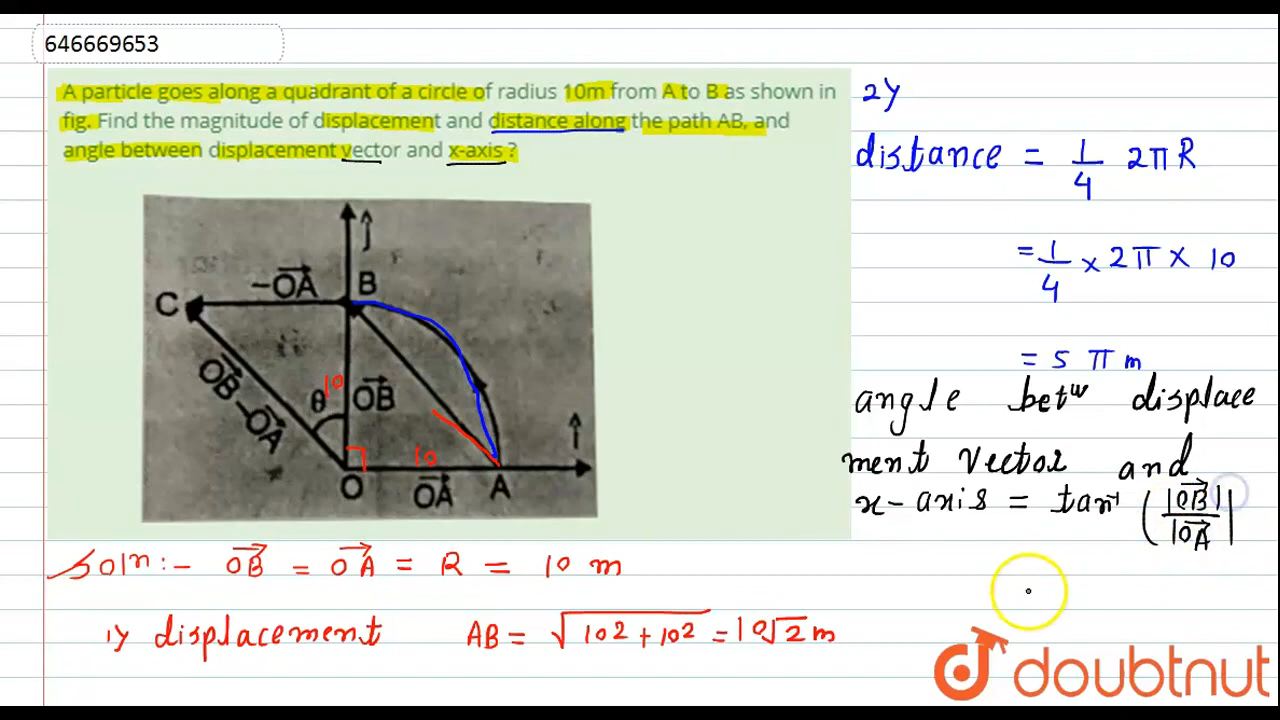 646669653
A particle goes along a quadrant of a circle of radius 10m from A to B as shown in
fig. Find the magnitude of displacement and distance along the path AB, and
angle between displacement vector and x-axis ?
ĵ
-OA⃗
B
C
OB⃗ - OA⃗
θ
10
OB⃗
î
10
O
OA⃗
A
Soln:- OB⃗ = OA⃗ = R = 10 m
1) displacement AB = √10² + 10² = 10√2 m
2)
distance = 1/4 2πR
= 1/4 × 2π × 10
= 5 π m
angle betw displace
ment vector and
x-axis = tan⁻¹ (|OB⃗|/|OA⃗|
doubtnut